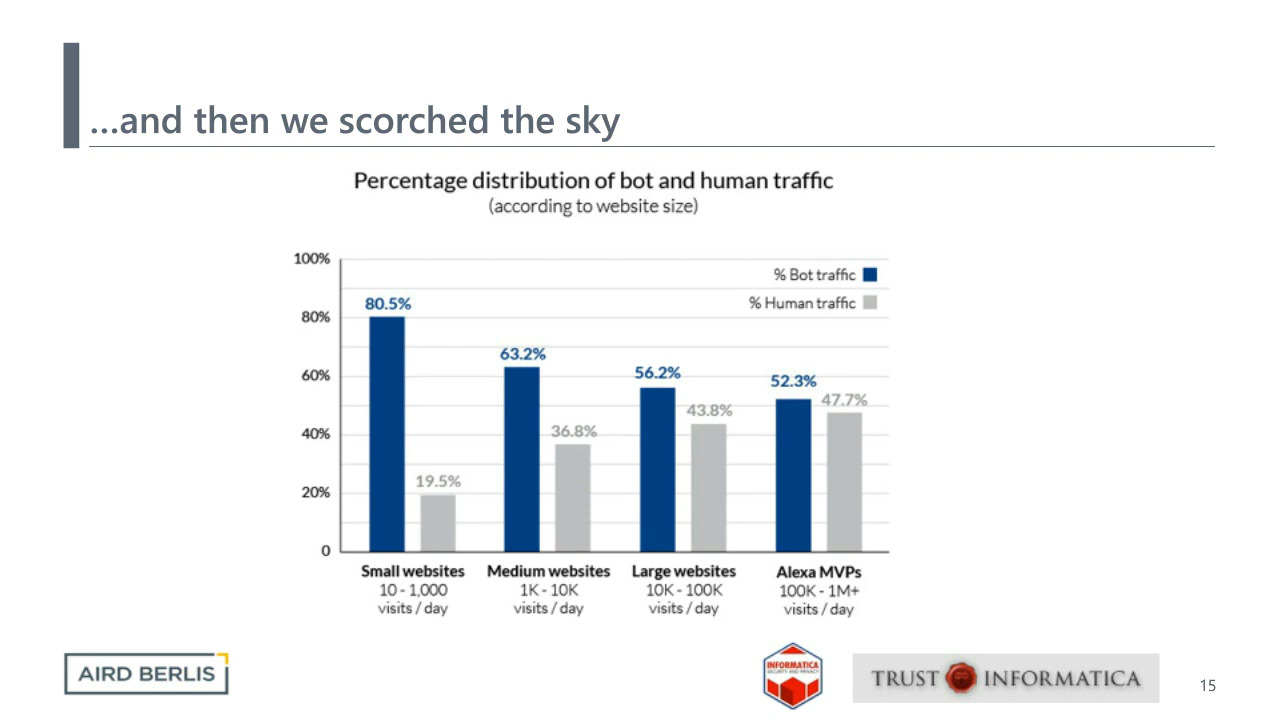 ...and then we scorched the sky
Percentage distribution of bot and human traffic
(according to website size)
100%
80%
60%
40%
20%
0
% Bot traffic
% Human traffic
80.5%
19.5%
63.2%
36.8%
56.2%
43.8%
52.3%
47.7%
Small websites
10 - 1,000
visits / day
Medium websites
1K - 10K
visits / day
Large websites
10K - 100K
visits / day
Alexa MVPs
100K - 1M+
visits / day
AIRD BERLIS
INFORMATICA
SECURITY AND PRIVACY
TRUST INFORMATICA
15